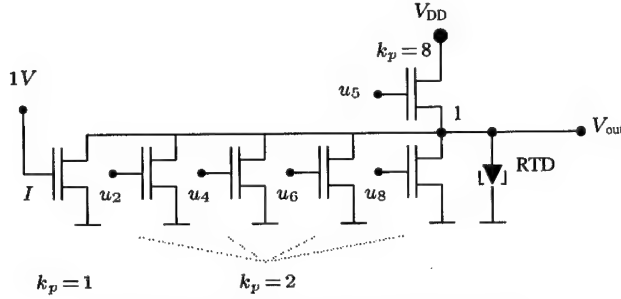 V_DD
k_p = 8
1V
u_5
1
V_out
RTD
I
u_2
u_4
u_6
u_8
k_p = 1
k_p = 2